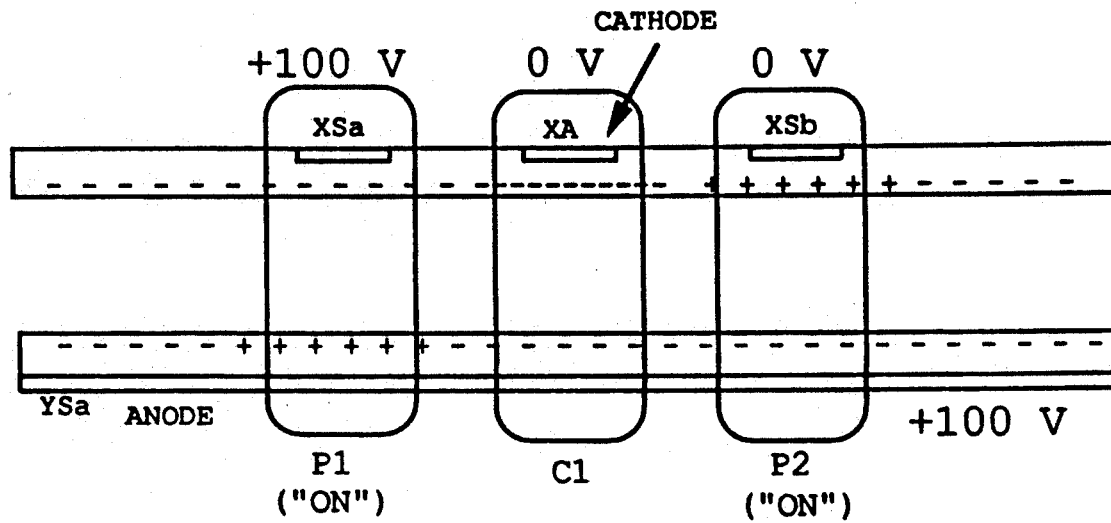 CATHODE
+100 V 0 V 0 V
XSa XA XSb
- - - - - - - - - - - - - - - - - - - - - - + + + + + + - - - - -
- - - - - + + + + + + - - - - - - - - - - - - - - - - - - -
YSa ANODE +100 V
P1 C1 P2
("ON") ("ON")